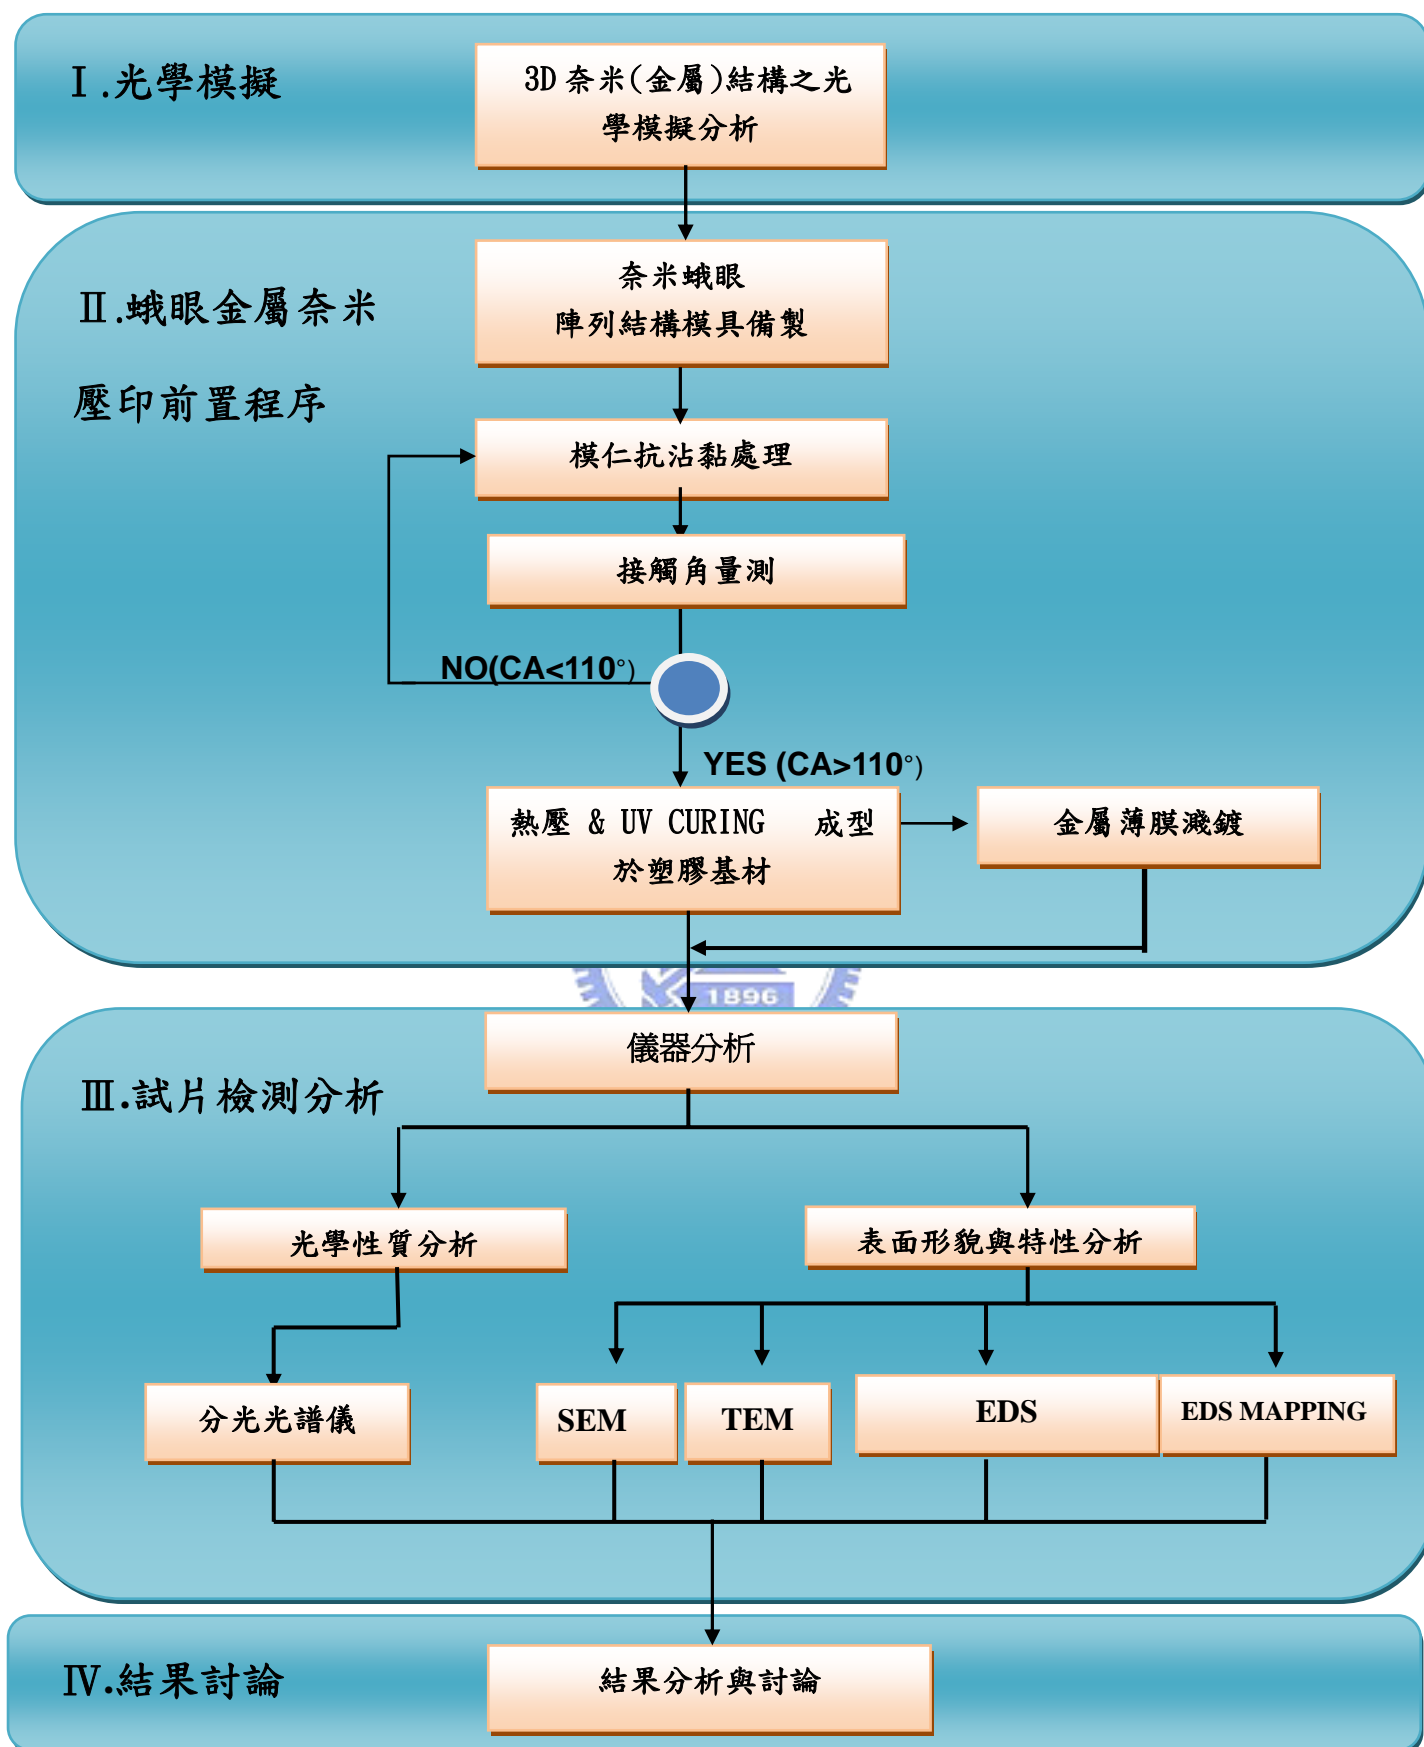 Ⅰ.光學模擬
3D 奈米(金屬)結構之光
學模擬分析
Ⅱ.蛾眼金屬奈米
壓印前置程序
奈米蛾眼
陣列結構模具備製
模仁抗沾黏處理
接觸角量測
NO(CA<110°)
YES (CA>110°)
熱壓 & UV CURING 成型
於塑膠基材
金屬薄膜濺鍍
1896
Ⅲ.試片檢測分析
儀器分析
光學性質分析
表面形貌與特性分析
分光光譜儀
SEM
TEM
EDS
EDS MAPPING
Ⅳ.結果討論
結果分析與討論